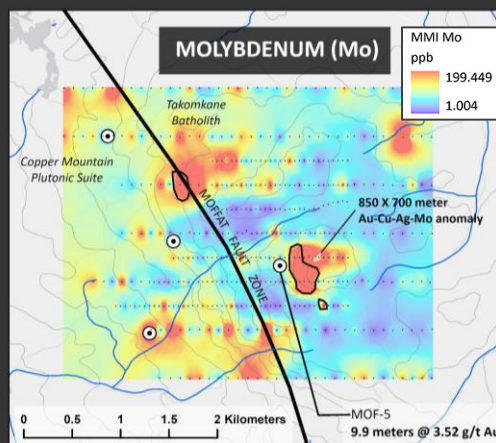 MOLYBDENUM (Mo)
MMI Mo
ppb
199.449
1.004
Takomkane
Batholith
Copper Mountain
Plutonic Suite
MOFFAT FAULT ZONE
850 X 700 meter
Au-Cu-Ag-Mo anomaly
0 0.5 1 1.5 2 Kilometers
MOF-5
9.9 meters @ 3.52 g/t Au